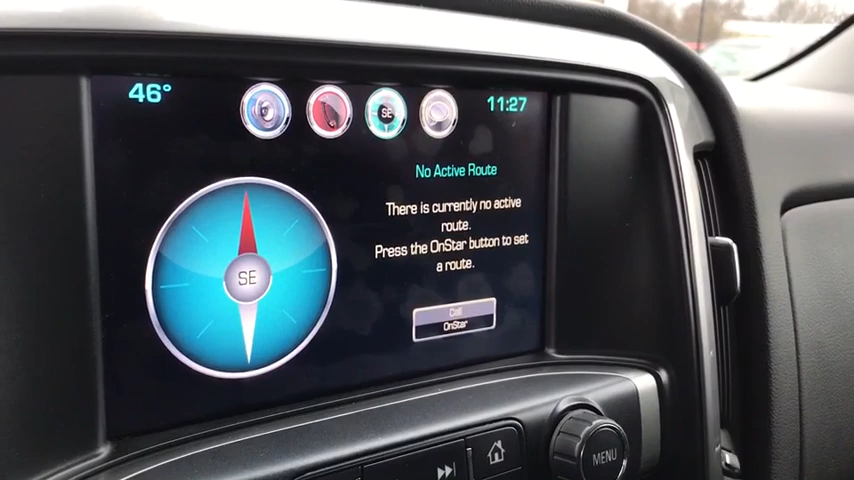 46°
SE
11:27
No Active Route
There is currently no active
route.
Press the OnStar button to set
a route.
SE
Call
OnStar
MENU